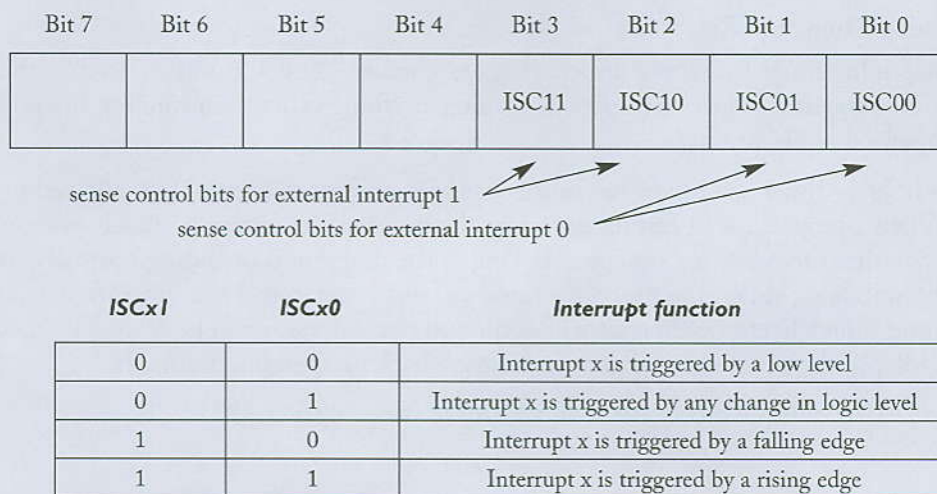 Bit 7 Bit 6 Bit 5 Bit 4 Bit 3 Bit 2 Bit 1 Bit 0
ISC11 ISC10 ISC01 ISC00
sense control bits for external interrupt 1
sense control bits for external interrupt 0
ISCx1 ISCx0 Interrupt function
0 0 Interrupt x is triggered by a low level
0 1 Interrupt x is triggered by any change in logic level
1 0 Interrupt x is triggered by a falling edge
1 1 Interrupt x is triggered by a rising edge